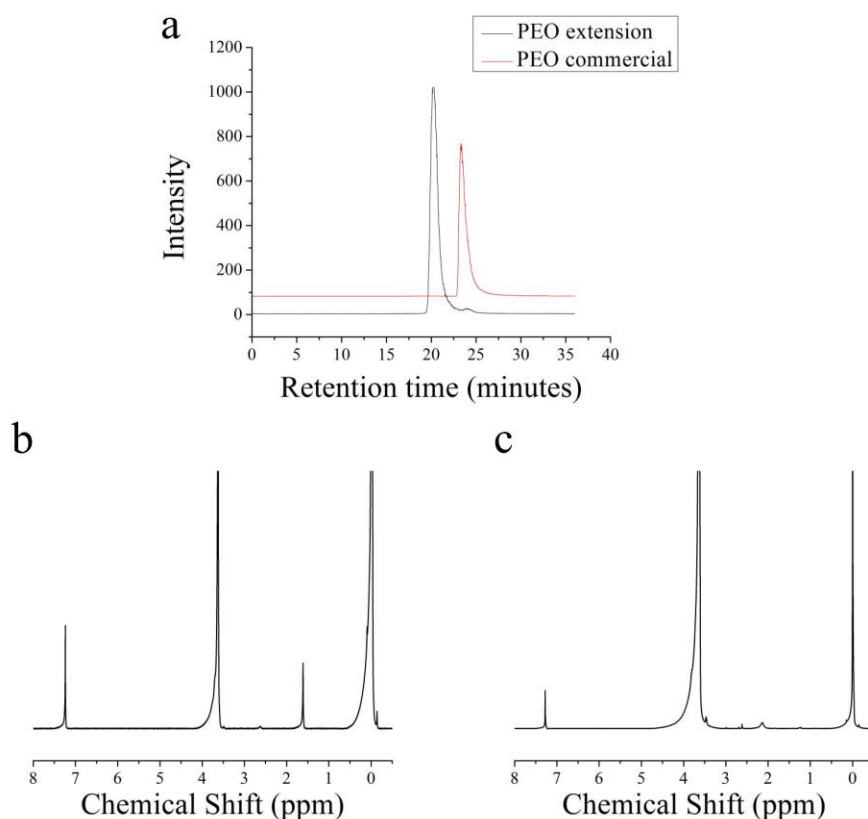 a
PEO extension
PEO commercial
1200
1000
800
600
400
200
0
Intensity
0 5 10 15 20 25 30 35 40
Retention time (minutes)
b
c
8 7 6 5 4 3 2 1 0
Chemical Shift (ppm)
8 7 6 5 4 3 2 1 0
Chemical Shift (ppm)